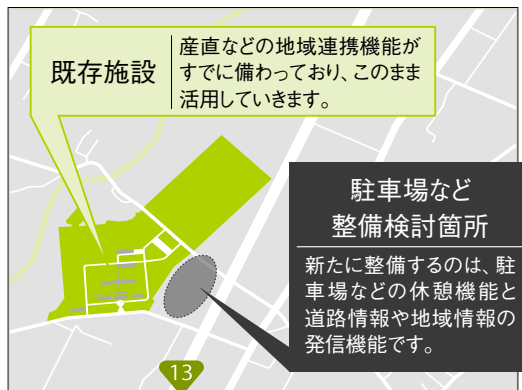 既存施設
産直などの地域連携機能が
すでに備わっており、このまま
活用していきます。
駐車場など
整備検討箇所
新たに整備するのは、駐
車場などの休憩機能と
道路情報や地域情報の
発信機能です。
13